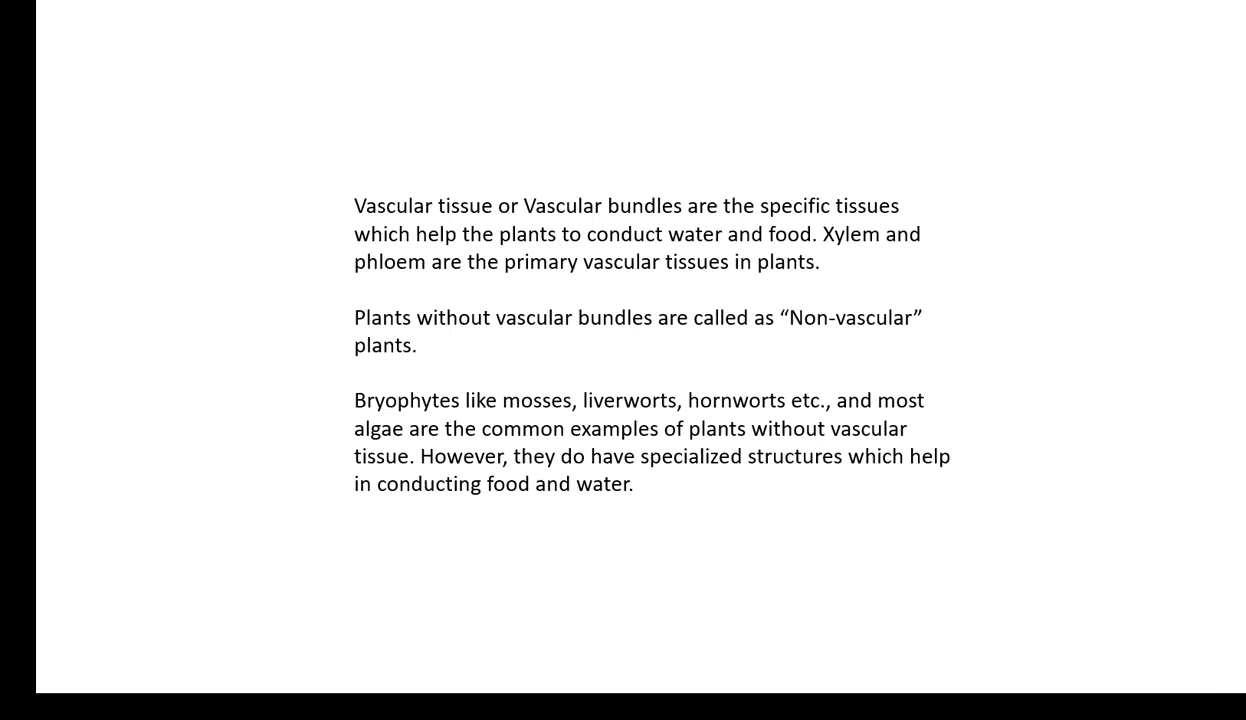 Vascular tissue or Vascular bundles are the specific tissues
which help the plants to conduct water and food. Xylem and
phloem are the primary vascular tissues in plants.
Plants without vascular bundles are called as “Non-vascular”
plants.
Bryophytes like mosses, liverworts, hornworts etc., and most
algae are the common examples of plants without vascular
tissue. However, they do have specialized structures which help
in conducting food and water.